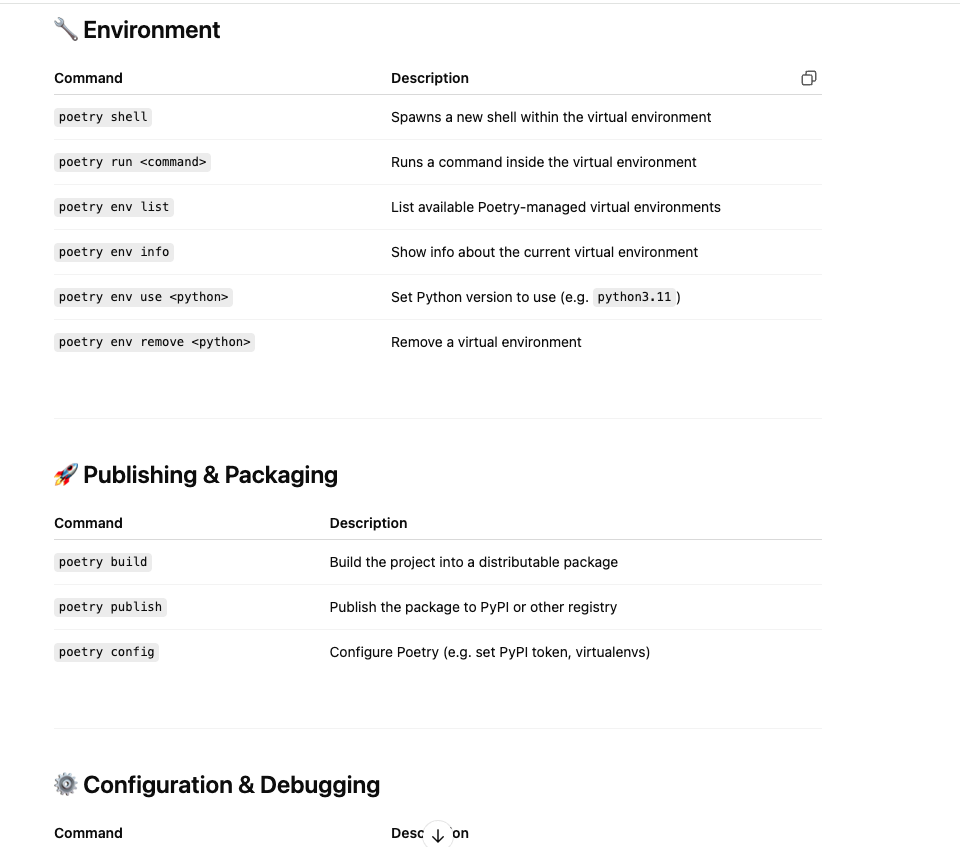 🔧 Environment
Command Description
poetry shell Spawns a new shell within the virtual environment
poetry run <command> Runs a command inside the virtual environment
poetry env list List available Poetry-managed virtual environments
poetry env info Show info about the current virtual environment
poetry env use <python> Set Python version to use (e.g. python3.11)
poetry env remove <python> Remove a virtual environment
🚀 Publishing & Packaging
Command Description
poetry build Build the project into a distributable package
poetry publish Publish the package to PyPI or other registry
poetry config Configure Poetry (e.g. set PyPI token, virtualenvs)
⚙️ Configuration & Debugging
Command